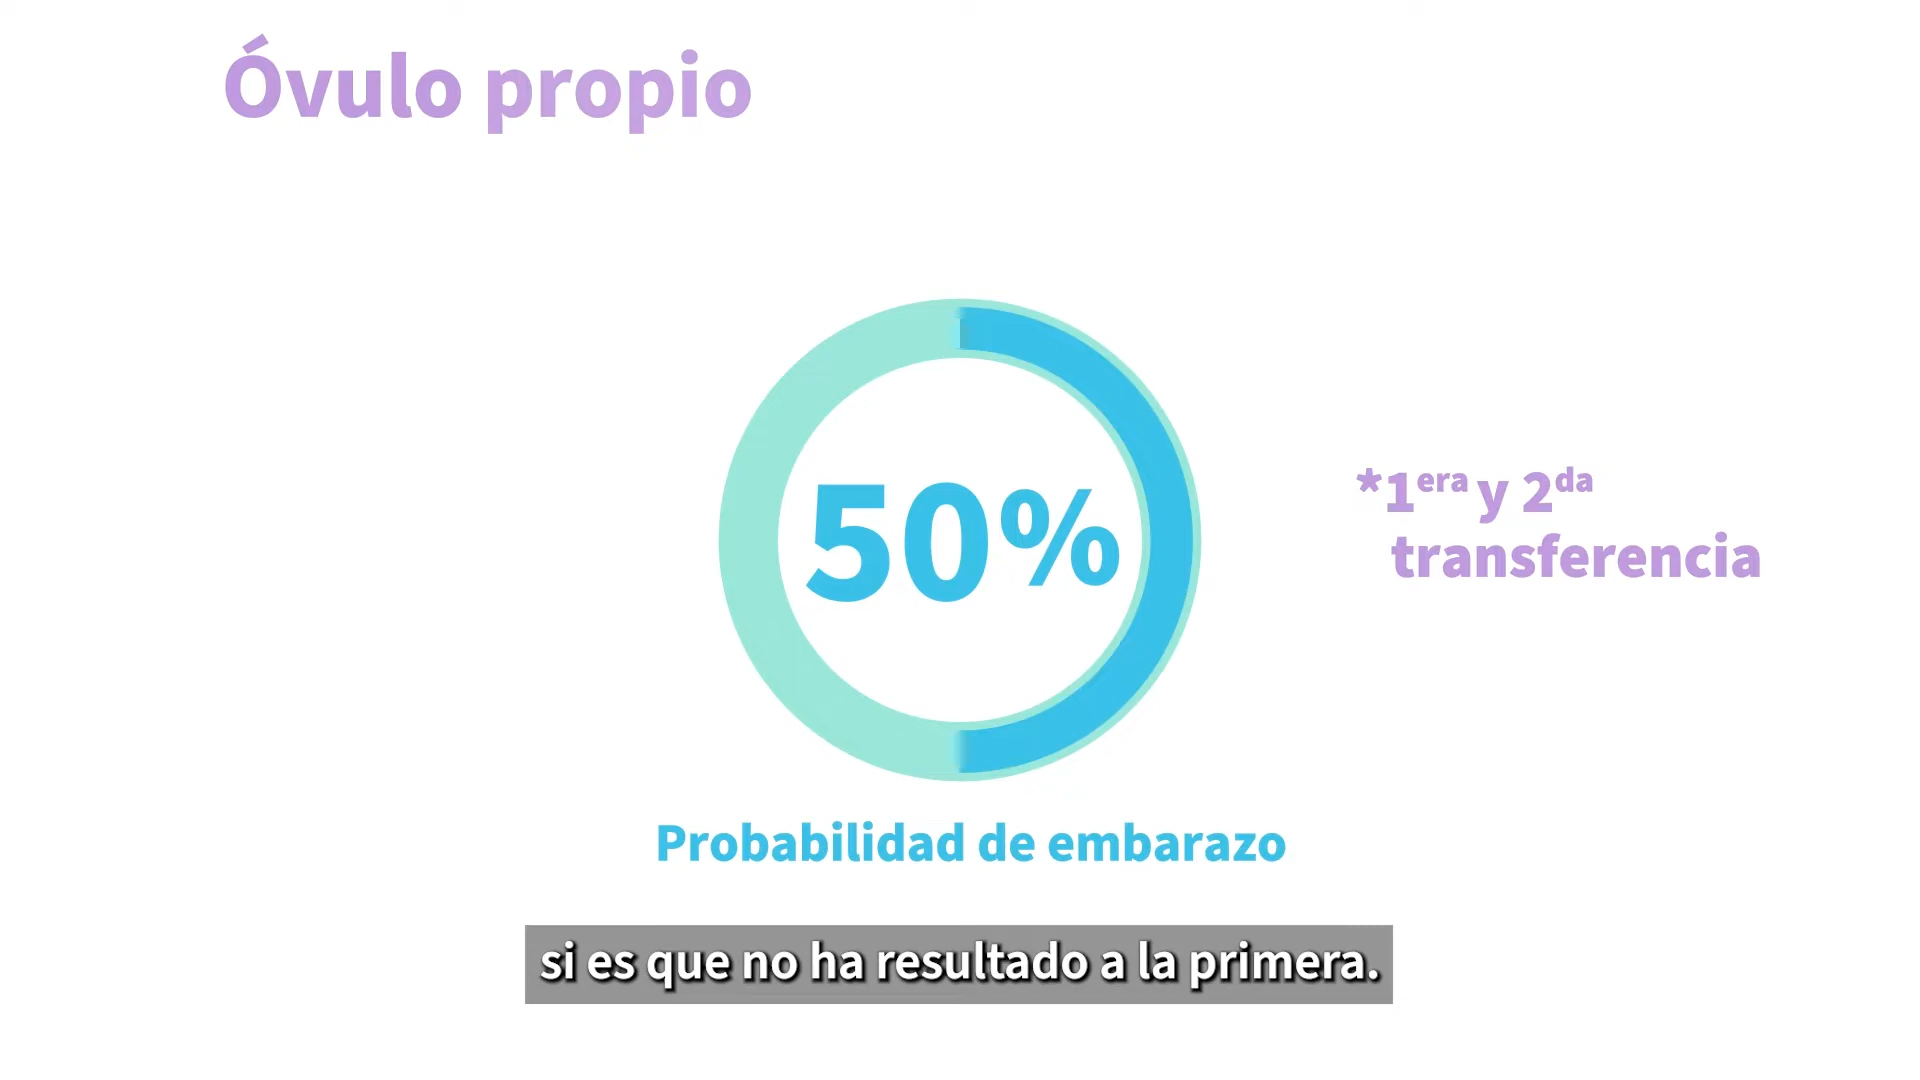 Óvulo propio
50%
*1era y 2da
transferencia
Probabilidad de embarazo
si es que no ha resultado a la primera.